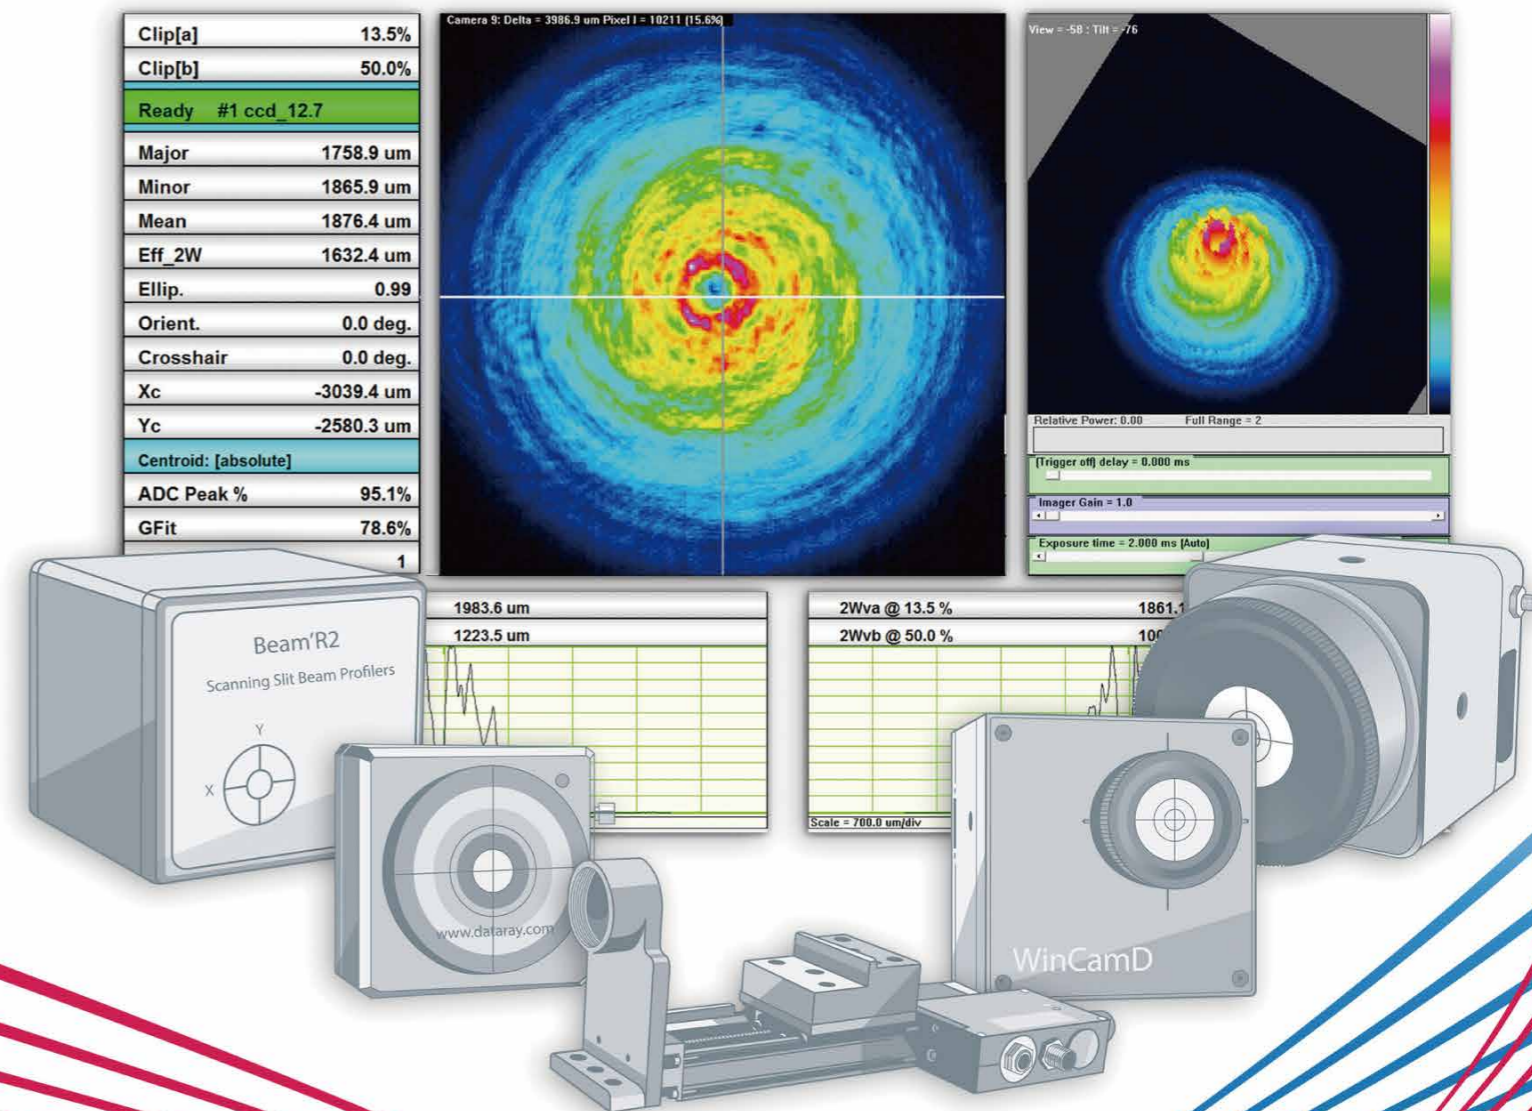 Clip[a] 13.5%
Clip[b] 50.0%
Ready #1 ccd_12.7
Major 1758.9 um
Minor 1865.9 um
Mean 1876.4 um
Eff_2W 1632.4 um
Ellip. 0.99
Orient. 0.0 deg.
Crosshair 0.0 deg.
Xc -3039.4 um
Yc -2580.3 um
Centroid: [absolute]
ADC Peak % 95.1%
GFit 78.6%
1
Camera 9: Delta = 3986.9 um Pixel I = 10211 (15.6%)
View = -58 : Tilt = -76
Relative Power: 0.00 Full Range = 2
(Trigger off) delay = 0.000 ms
Imager Gain = 1.0
Exposure time = 2.000 ms [Auto]
1983.6 um
1223.5 um
2Wva @ 13.5 % 1861.1
2Wvb @ 50.0 %
Scale = 700.0 um/div
Beam'R2
Scanning Slit Beam Profilers
Y
X
www.dataray.com
WinCamD